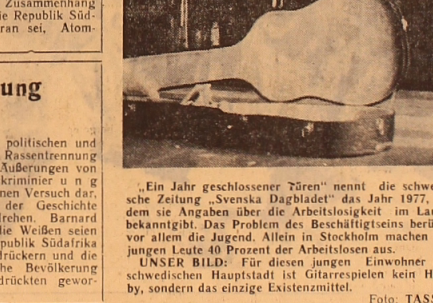 Zusammenhang
ie Republik Süd-
ran sei, Atom-
ung
politischen und
Rassentrennung
Äußerungen von
kriminier u n g
nen Versuch dar,
der Geschichte
drehen. Barnard
die Weißen seien
publik Südafrika
drückern und die
he Bevölkerung
drückten gewor-
„Ein Jahr geschlossener Türen" nennt die schwe
sche Zeitung „Svenska Dagbladet" das Jahr 1977,
dem sie Angaben über die Arbeitslosigkeit im Lan
bekanntgibt. Das Problem des Beschäftigtseins berü
vor allem die Jugend. Allein in Stockholm machen
jungen Leute 40 Prozent der Arbeitslosen aus.
UNSER BILD: Für diesen jungen Einwohner
schwedischen Hauptstadt ist Gitarrespielen kein H
by, sondern das einzige Existenzmittel.
Foto: TASS